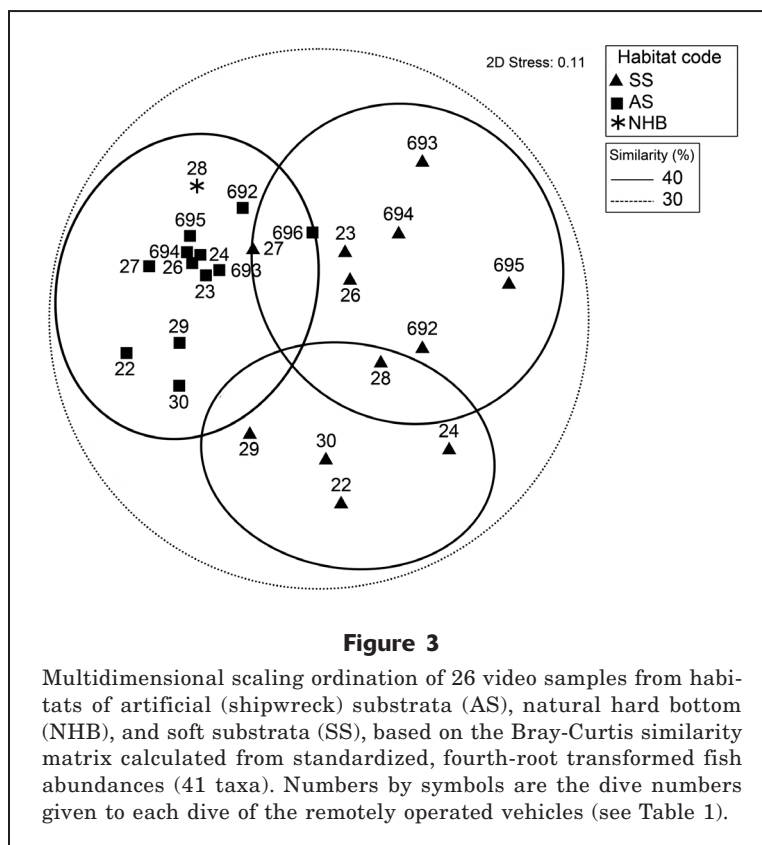 2D Stress: 0.11
Habitat code
SS
AS
NHB
Similarity (%)
40
30
693
28
692
695
696
23
694
694
24
27
27
26
693
23
26
695
29
692
22
28
30
29
30
24
22
Figure 3
Multidimensional scaling ordination of 26 video samples from habi-
tats of artificial (shipwreck) substrata (AS), natural hard bottom
(NHB), and soft substrata (SS), based on the Bray-Curtis similarity
matrix calculated from standardized, fourth-root transformed fish
abundances (41 taxa). Numbers by symbols are the dive numbers
given to each dive of the remotely operated vehicles (see Table 1).